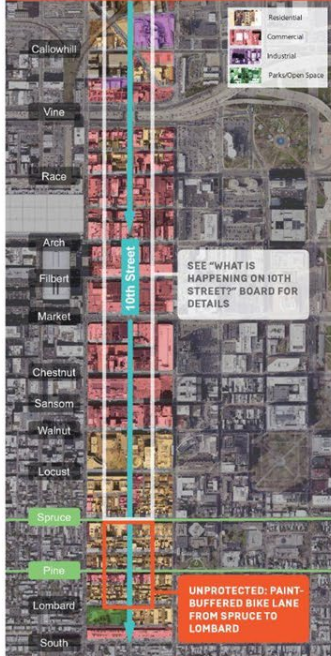 Residential
Commercial
Industrial
Parks/Open Space
Callowhill
Vine
Race
Arch
Filbert
Market
Chestnut
Sansom
Walnut
Locust
Spruce
Pine
Lombard
South
10th Street
SEE "WHAT IS
HAPPENING ON 10TH
STREET?" BOARD FOR
DETAILS
UNPROTECTED: PAINT-
BUFFERED BIKE LANE
FROM SPRUCE TO
LOMBARD